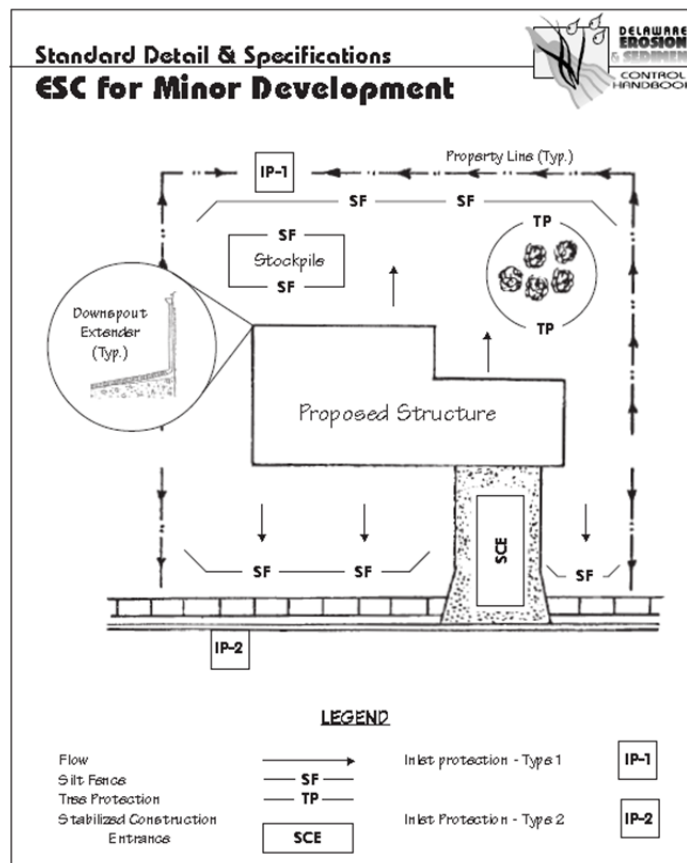 DELAWARE
EROSION
& SEDIMENT
CONTROL
HANDBOOK
Standard Detail & Specifications
ESC for Minor Development
IP-1
Property Line (Typ.)
SF SF
SF
Stockpile
SF
TP
TP
Downspout
Extender
(Typ.)
Proposed Structure
SCE
SF SF
SF
IP-2
LEGEND
Flow
Silt Fence SF
Tree Protection TP
Stabilized Construction
Entrance SCE
Inlet protection - Type 1 IP-1
Inlet Protection - Type 2 IP-2